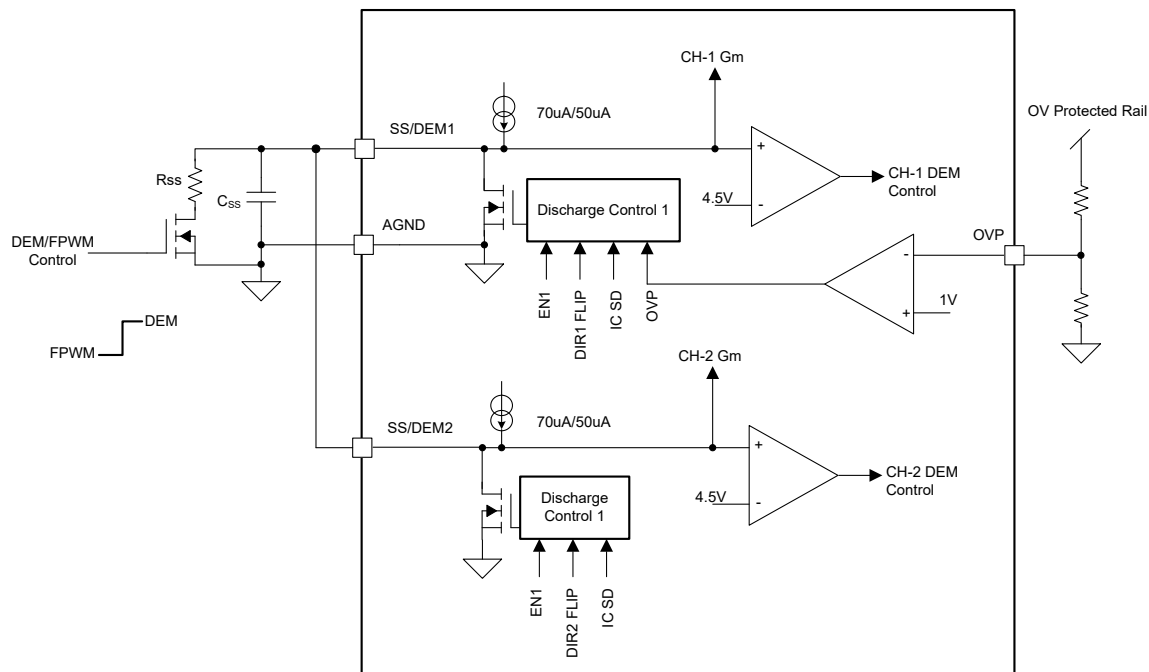 CH-1 Gm
70uA/50uA
OV Protected Rail
SS/DEM1
+
CH-1 DEM
Control
Rss
CSS
4.5V
-
Discharge Control 1
AGND
OVP
DEM/FPWM
Control
-
+
1V
EN1
DIR1 FLIP
IC SD
OVP
DEM
FPWM
CH-2 Gm
70uA/50uA
SS/DEM2
+
CH-2 DEM
Control
4.5V
-
Discharge
Control 1
EN1
DIR2 FLIP
IC SD